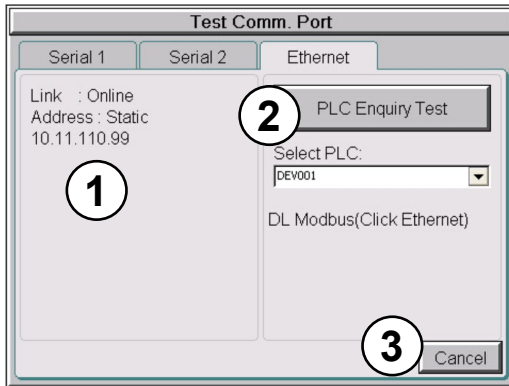 Test Comm. Port
Serial 1
Serial 2
Ethernet
Link : Online
Address : Static
10.11.110.99
1
2
PLC Enquiry Test
Select PLC:
DEV001
DL Modbus(Click Ethernet)
3
Cancel